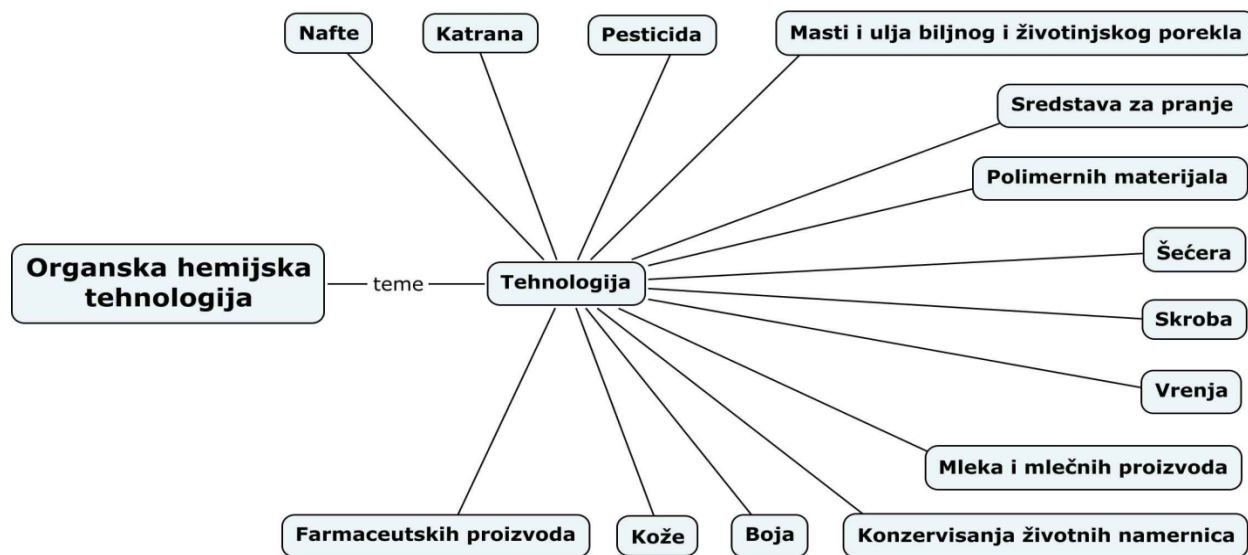 Nafte
Katrana
Pesticida
Masti i ulja biljnog i životinjskog porekla
Sredstava za pranje
Polimernih materijala
Organska hemijska
tehnologija
teme
Tehnologija
Šećera
Skroba
Vrenja
Mleka i mlečnih proizvoda
Farmaceutskih proizvoda
Kože
Boja
Konzervisanja životnih namernica